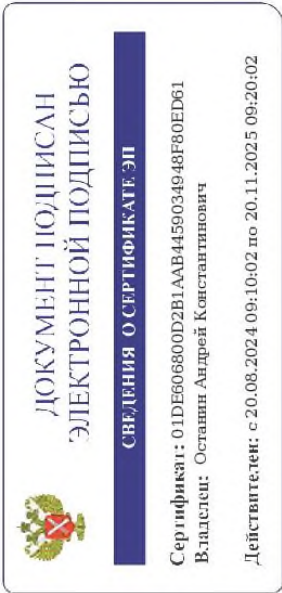 ДОКУМЕНТ ПОДПИСАН
ЭЛЕКТРОННОЙ ПОДПИСЬЮ
СВЕДЕНИЯ О СЕРТИФИКАТЕ ЭП
Сертификат: 01DE606800D2B1AAB4459034948F80ED61
Владелец: Останин Андрей Константинович
Действителен: с 20.08.2024 09:10:02 по 20.11.2025 09:20:02